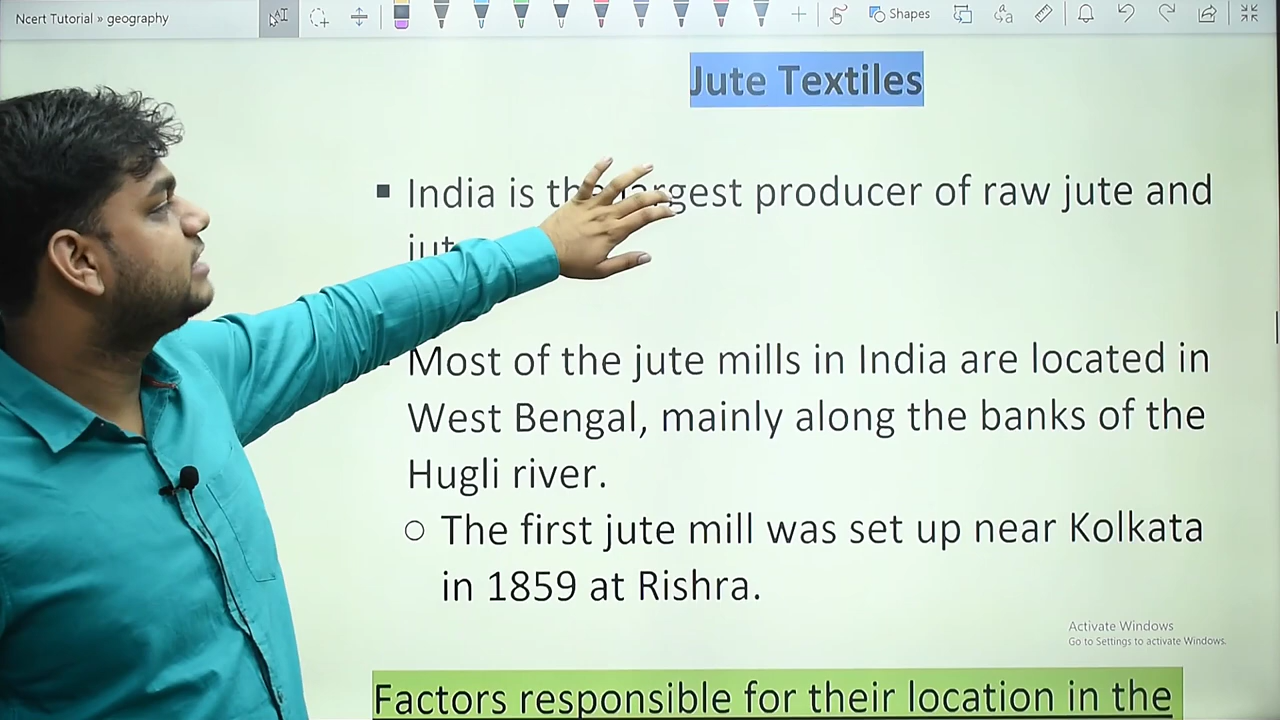 Ncert Tutorial » geography
Shapes
Jute Textiles
▪ India is the largest producer of raw jute and
Most of the jute mills in India are located in
West Bengal, mainly along the banks of the
Hugli river.
○ The first jute mill was set up near Kolkata
in 1859 at Rishra.
Activate Windows
Go to Settings to activate Windows.
Factors responsible for their location in the